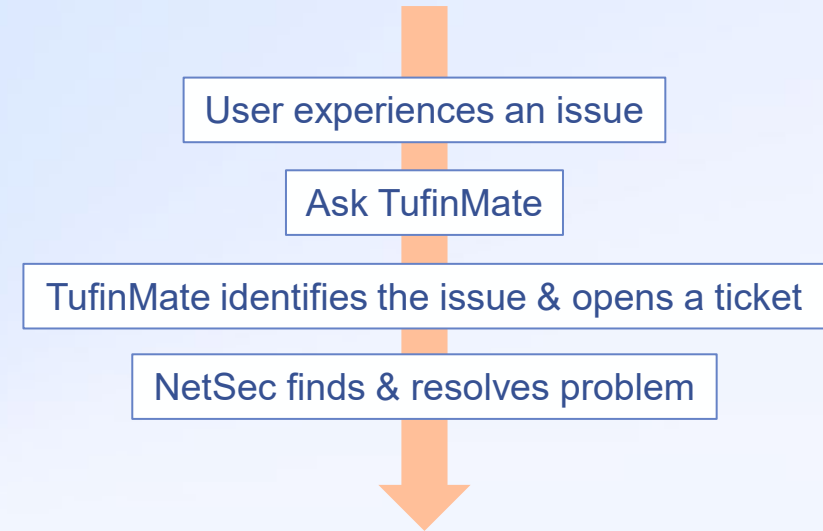 User experiences an issue
Ask TufinMate
TufinMate identifies the issue & opens a ticket
NetSec finds & resolves problem